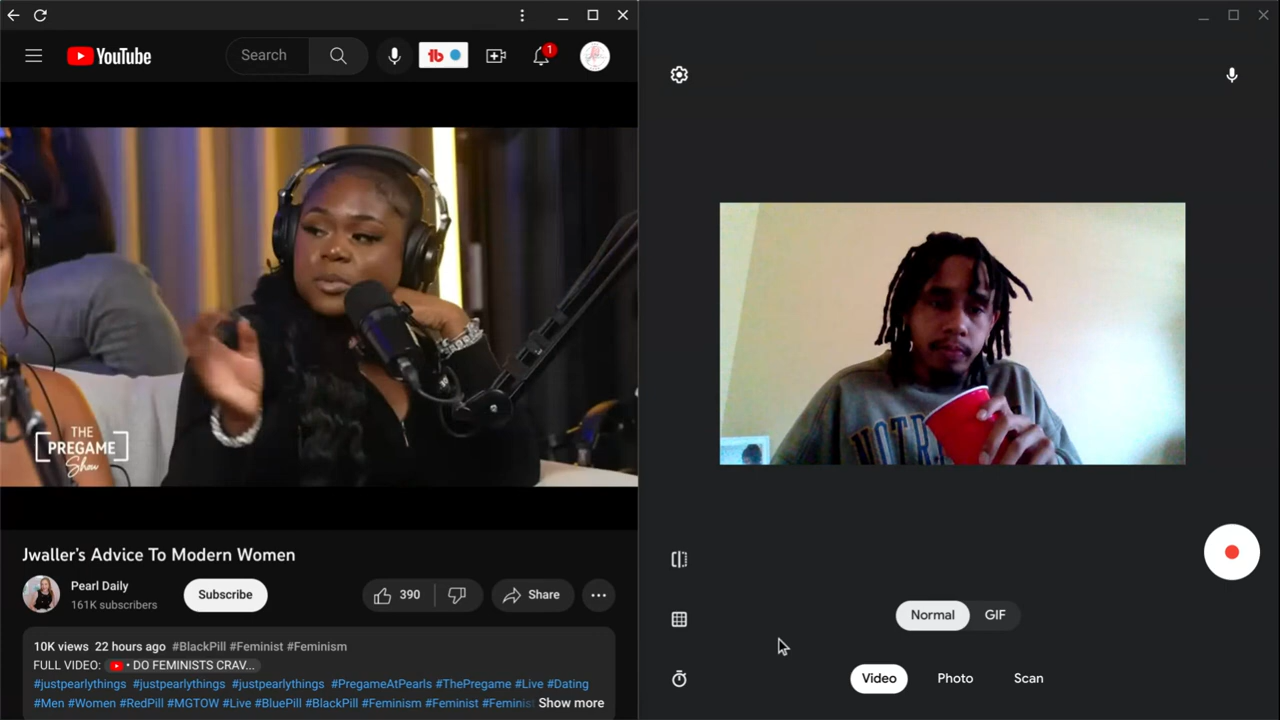 YouTube
Search
1
THE
PREGAME
Show
Jwaller's Advice To Modern Women
Pearl Daily
161K subscribers
Subscribe
390
Share
10K views 22 hours ago #BlackPill #Feminist #Feminism
FULL VIDEO: • DO FEMINISTS CRAV...
#justpearlythings #justpearlythings #justpearlythings #PregameAtPearls #ThePregame #Live #Dating
#Men #Women #RedPill #MGTOW #Live #BluePill #BlackPill #Feminism #Feminist #Feminis Show more
NOTR
Normal
GIF
Video
Photo
Scan